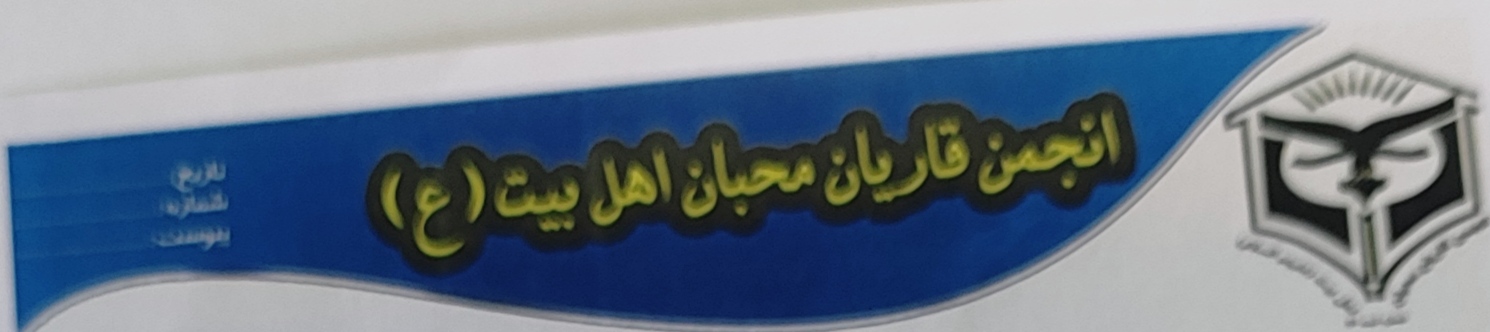 انجمن قاریان محبان اهل بیت (ع)
تاریخ:
شماره:
پیوست: